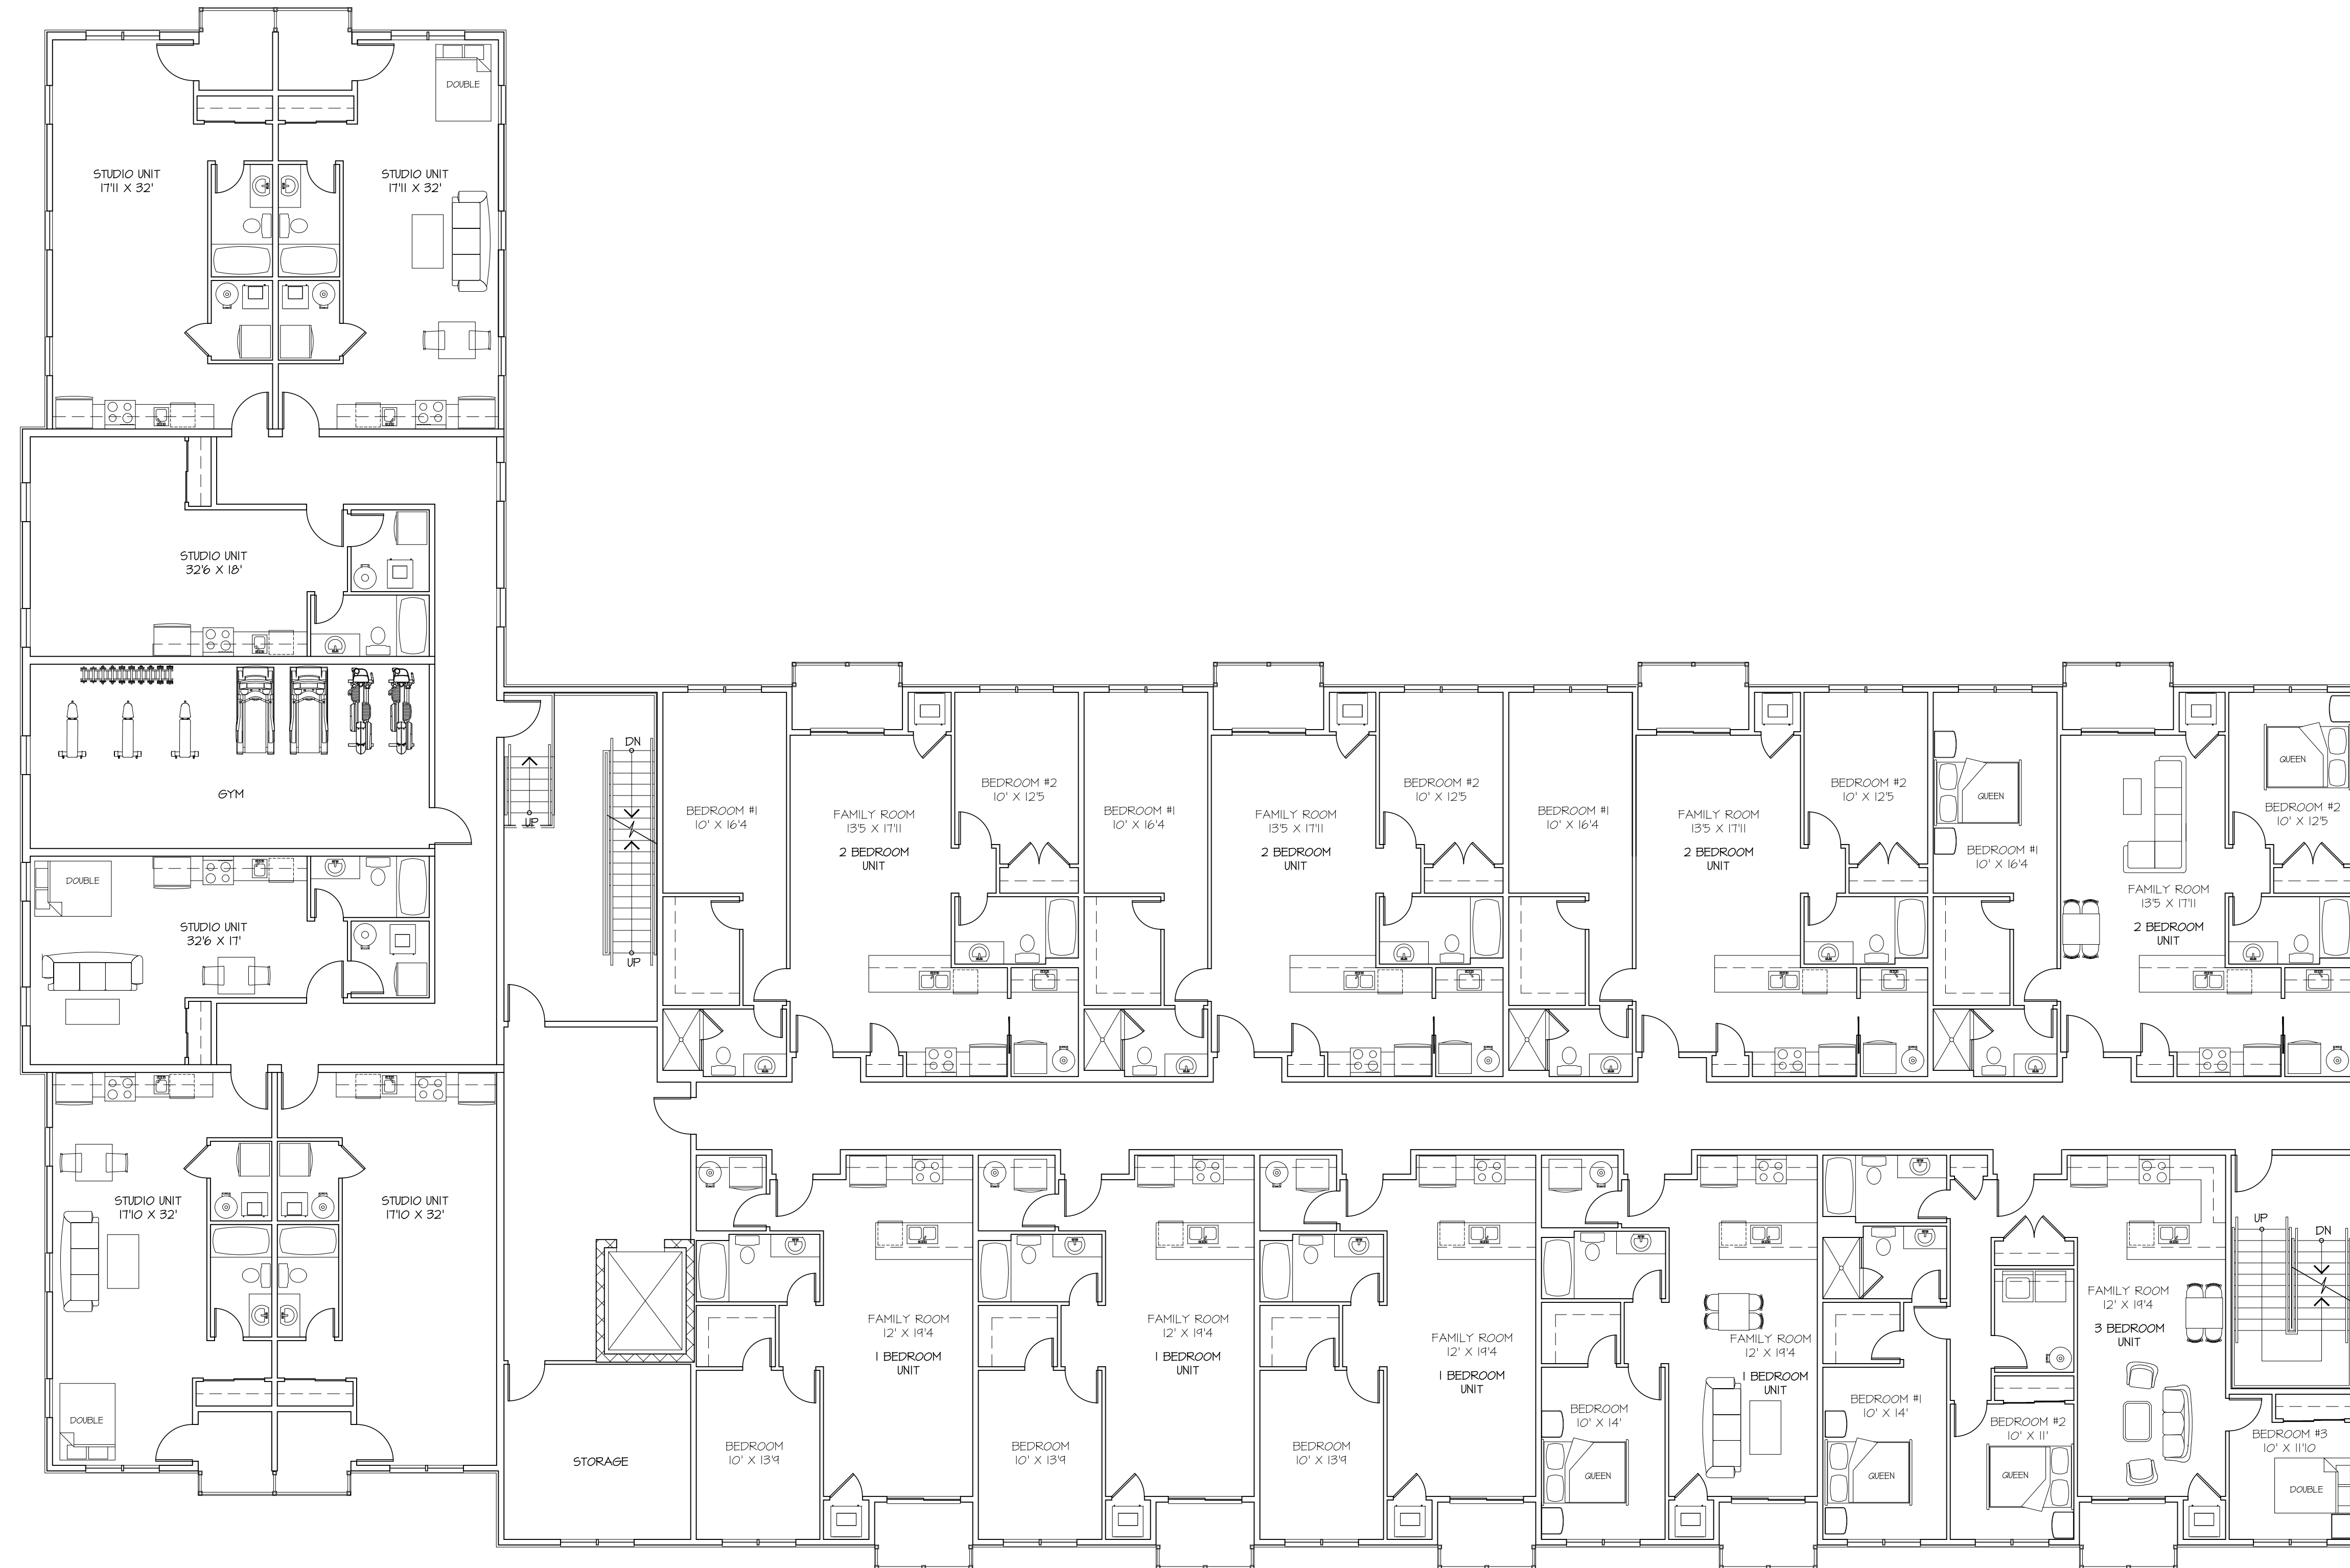 DOUBLE
STUDIO UNIT
17'11 X 32'
STUDIO UNIT
17'11 X 32'
STUDIO UNIT
32'6 X 18'
GYM
DOUBLE
STUDIO UNIT
32'6 X 17'
STUDIO UNIT
17'10 X 32'
STUDIO UNIT
17'10 X 32'
DOUBLE
UP
DN
UP
BEDROOM #1
10' X 16'4
FAMILY ROOM
13'5 X 17'11
2 BEDROOM
UNIT
BEDROOM #2
10' X 12'5
BEDROOM #1
10' X 16'4
FAMILY ROOM
13'5 X 17'11
2 BEDROOM
UNIT
BEDROOM #2
10' X 12'5
BEDROOM #1
10' X 16'4
FAMILY ROOM
13'5 X 17'11
2 BEDROOM
UNIT
BEDROOM #2
10' X 12'5
QUEEN
BEDROOM #1
10' X 16'4
FAMILY ROOM
13'5 X 17'11
2 BEDROOM
UNIT
QUEEN
BEDROOM #2
10' X 12'5
STORAGE
BEDROOM
10' X 13'9
FAMILY ROOM
12' X 19'4
1 BEDROOM
UNIT
BEDROOM
10' X 13'9
FAMILY ROOM
12' X 19'4
1 BEDROOM
UNIT
BEDROOM
10' X 13'9
FAMILY ROOM
12' X 19'4
1 BEDROOM
UNIT
BEDROOM
10' X 14'
QUEEN
FAMILY ROOM
12' X 19'4
1 BEDROOM
UNIT
BEDROOM #1
10' X 14'
QUEEN
BEDROOM #2
10' X 11'
QUEEN
FAMILY ROOM
12' X 19'4
3 BEDROOM
UNIT
UP
DN
BEDROOM #3
10' X 11'10
DOUBLE